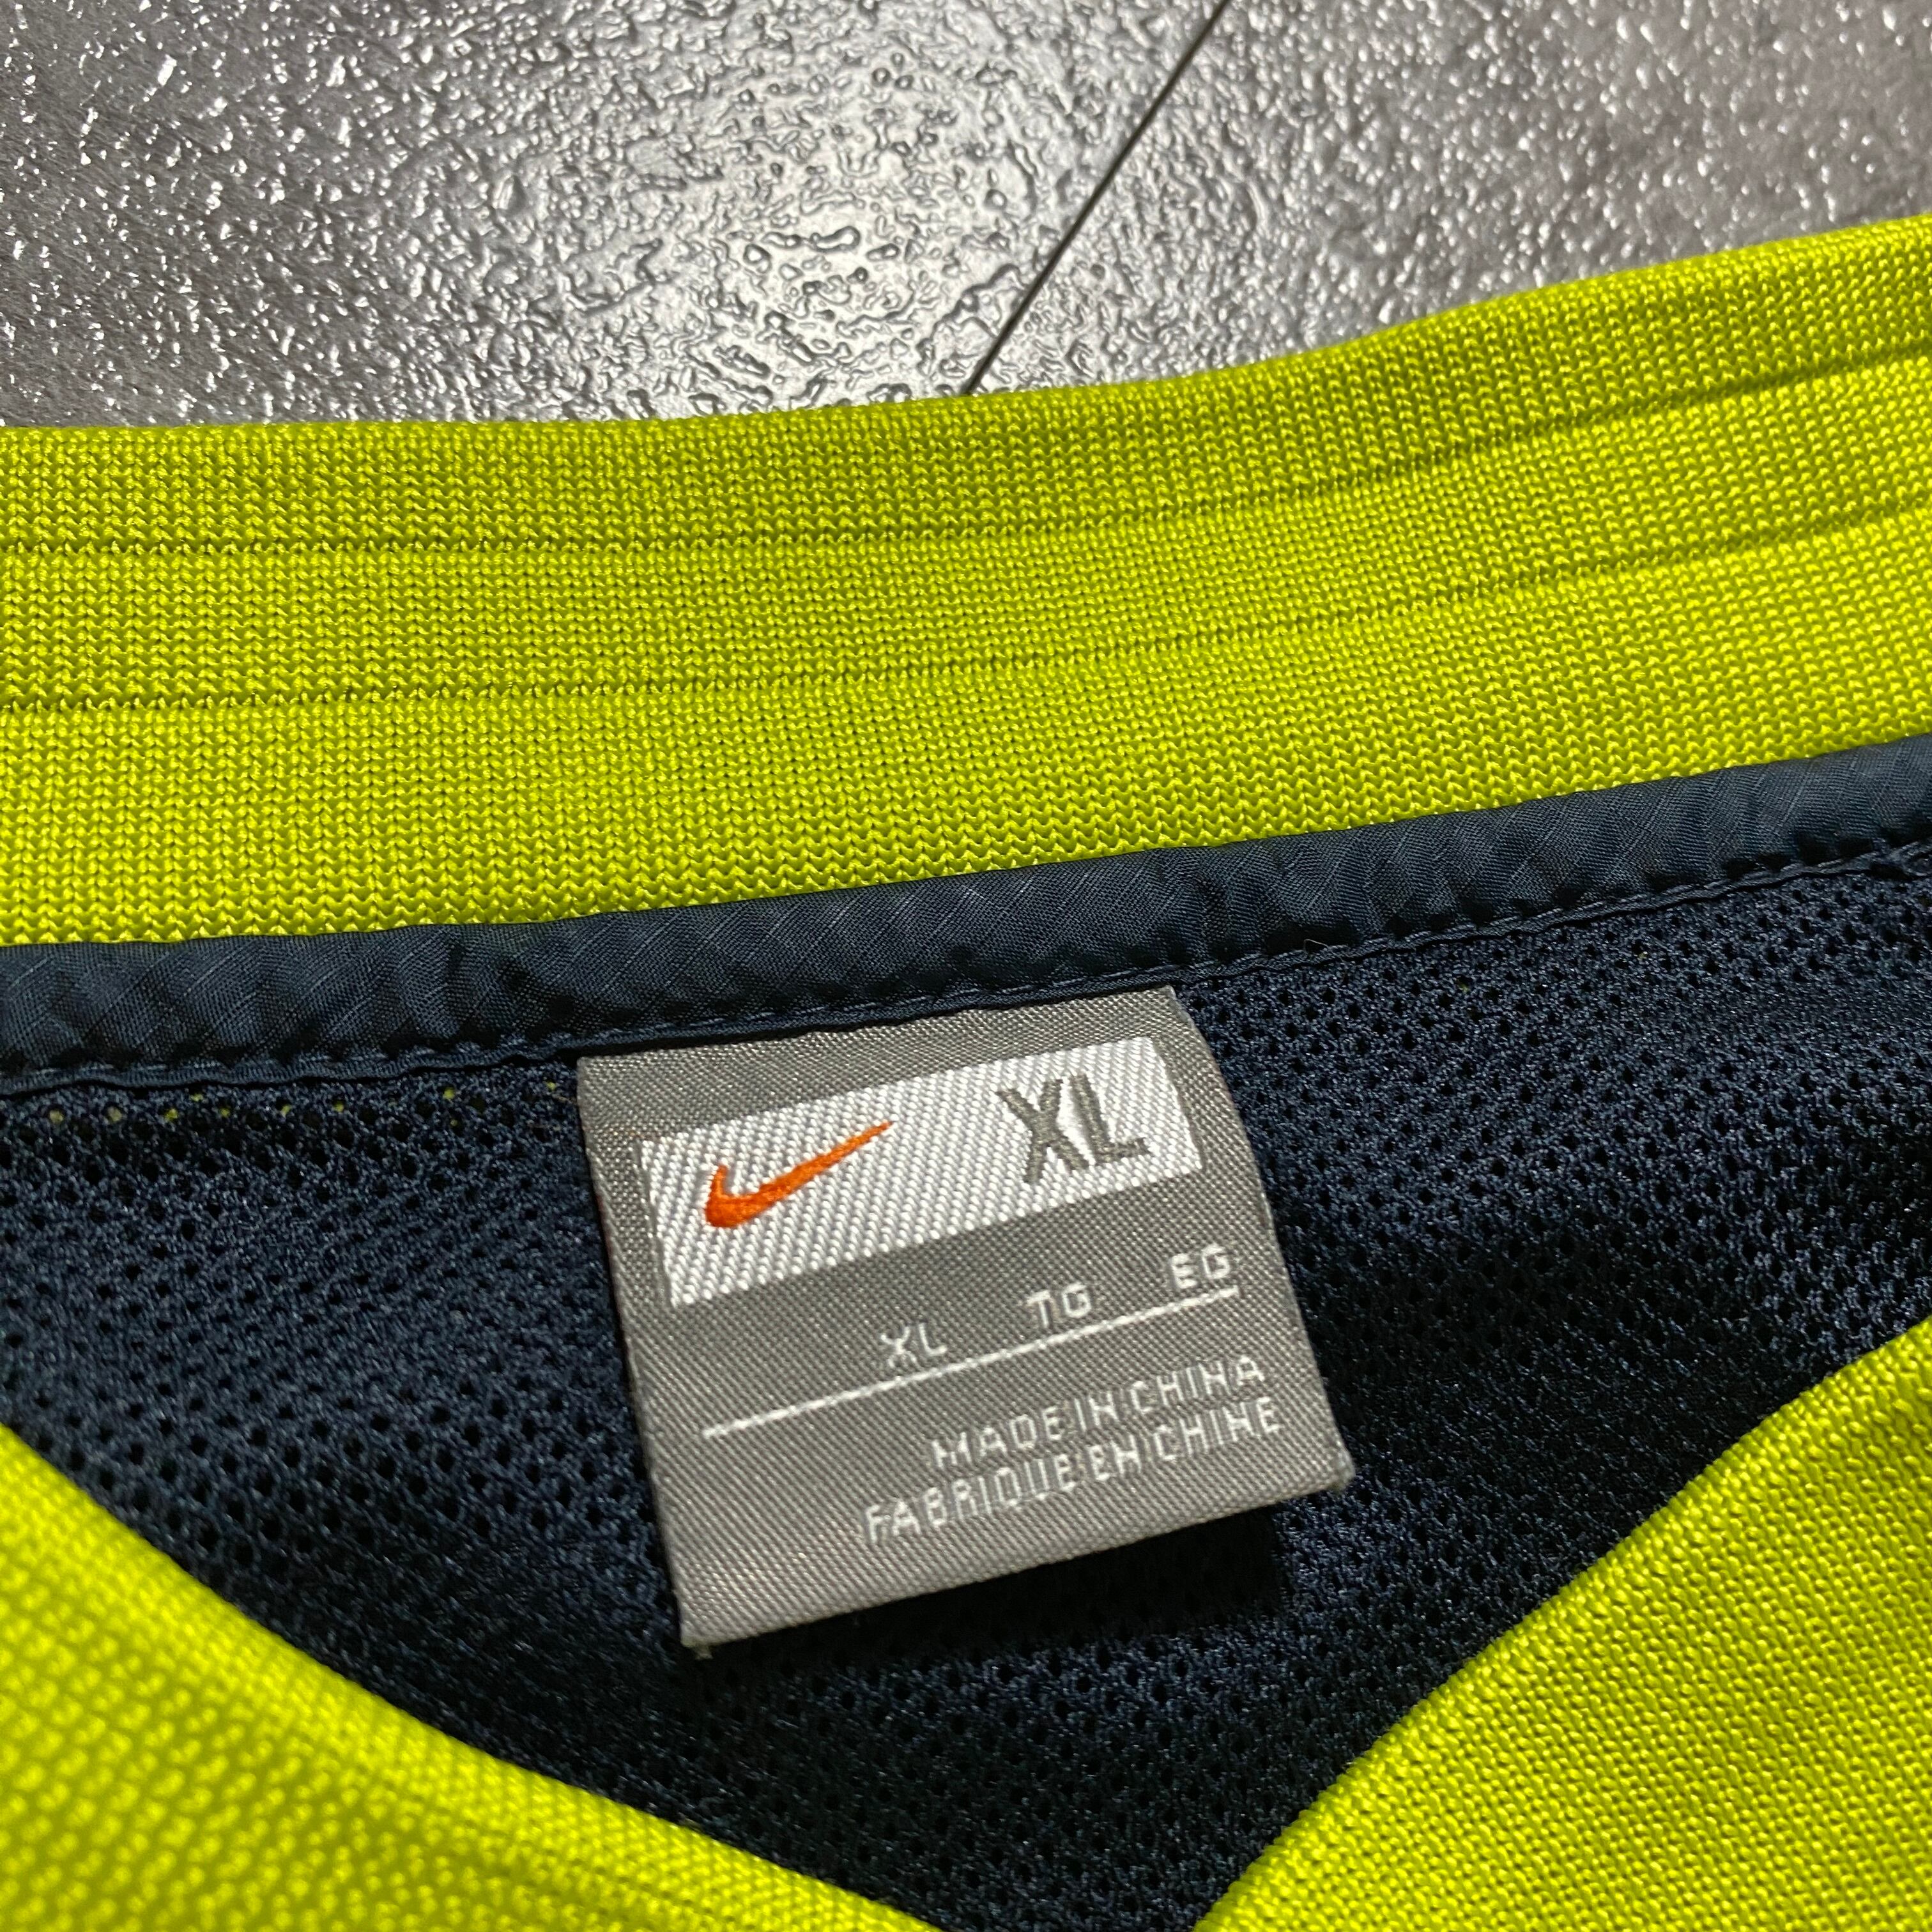 XL
XL TG EG
MADE IN CHINA
FABRIQUE EN CHINE